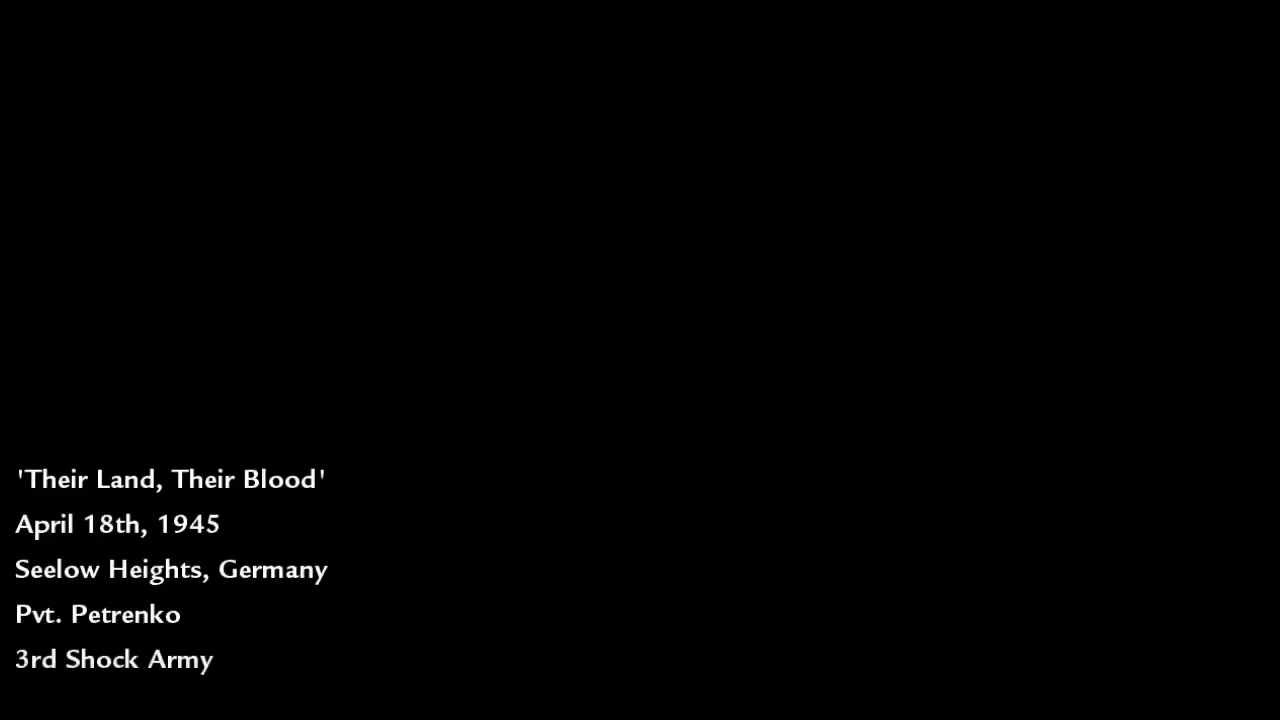 'Their Land, Their Blood'
April 18th, 1945
Seelow Heights, Germany
Pvt. Petrenko
3rd Shock Army